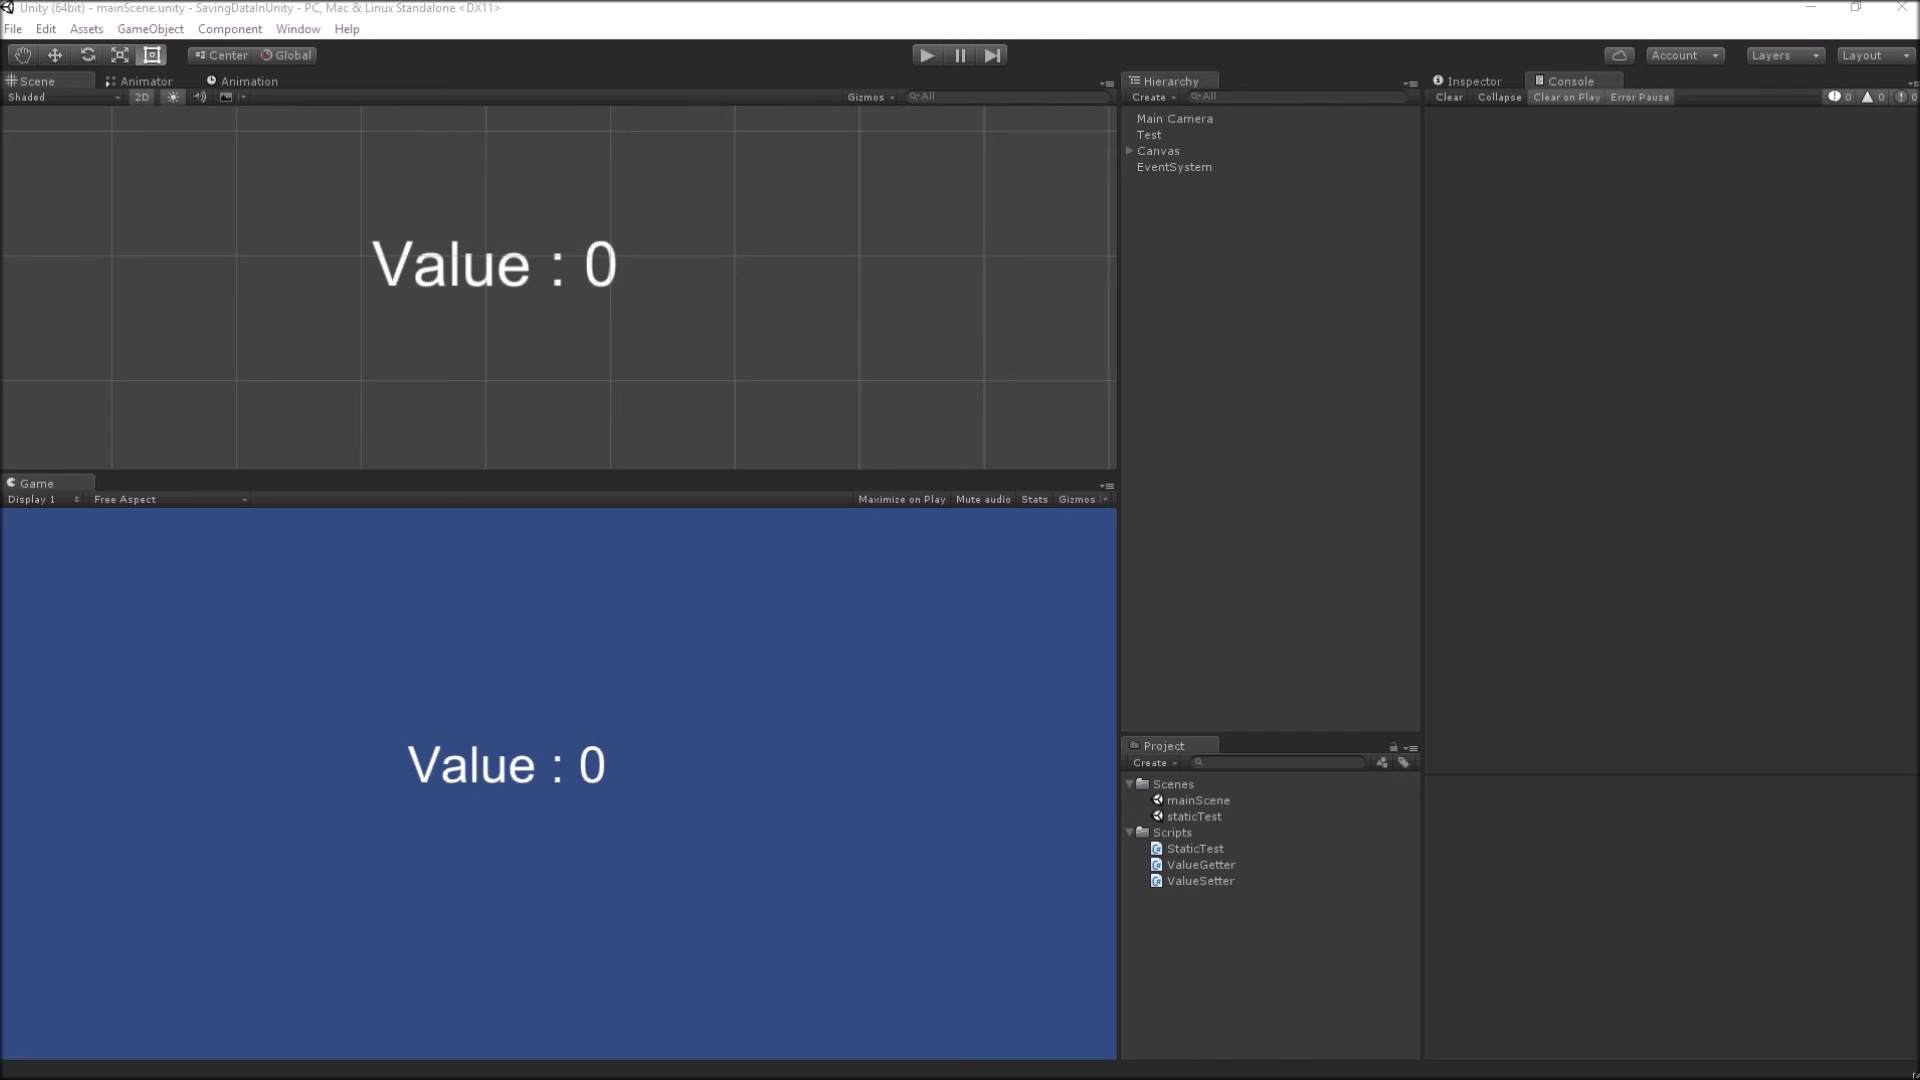 Unity (64bit) - mainScene.unity - SavingDataInUnity - PC, Mac & Linux Standalone <DX11>
File Edit Assets GameObject Component Window Help
Center Global
Account Layers Layout
Scene Animator Animation
Shaded 2D Gizmos All
Value : 0
Game
Display 1 Free Aspect Maximize on Play Mute audio Stats Gizmos
Value : 0
Hierarchy
Create All
Main Camera
Test
Canvas
EventSystem
Project
Create
Scenes
mainScene
staticTest
Scripts
StaticTest
ValueGetter
ValueSetter
Inspector Console
Clear Collapse Clear on Play Error Pause 0 0 0